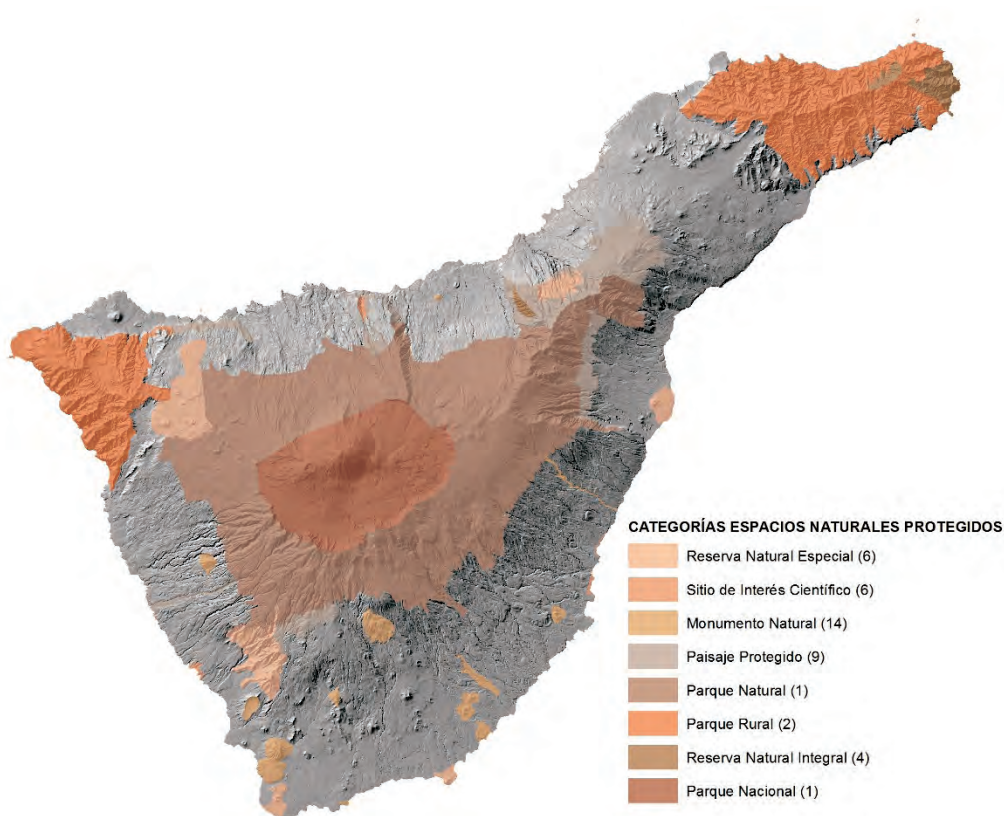 CATEGORÍAS ESPACIOS NATURALES PROTEGIDOS
Reserva Natural Especial (6)
Sitio de Interés Científico (6)
Monumento Natural (14)
Paisaje Protegido (9)
Parque Natural (1)
Parque Rural (2)
Reserva Natural Integral (4)
Parque Nacional (1)